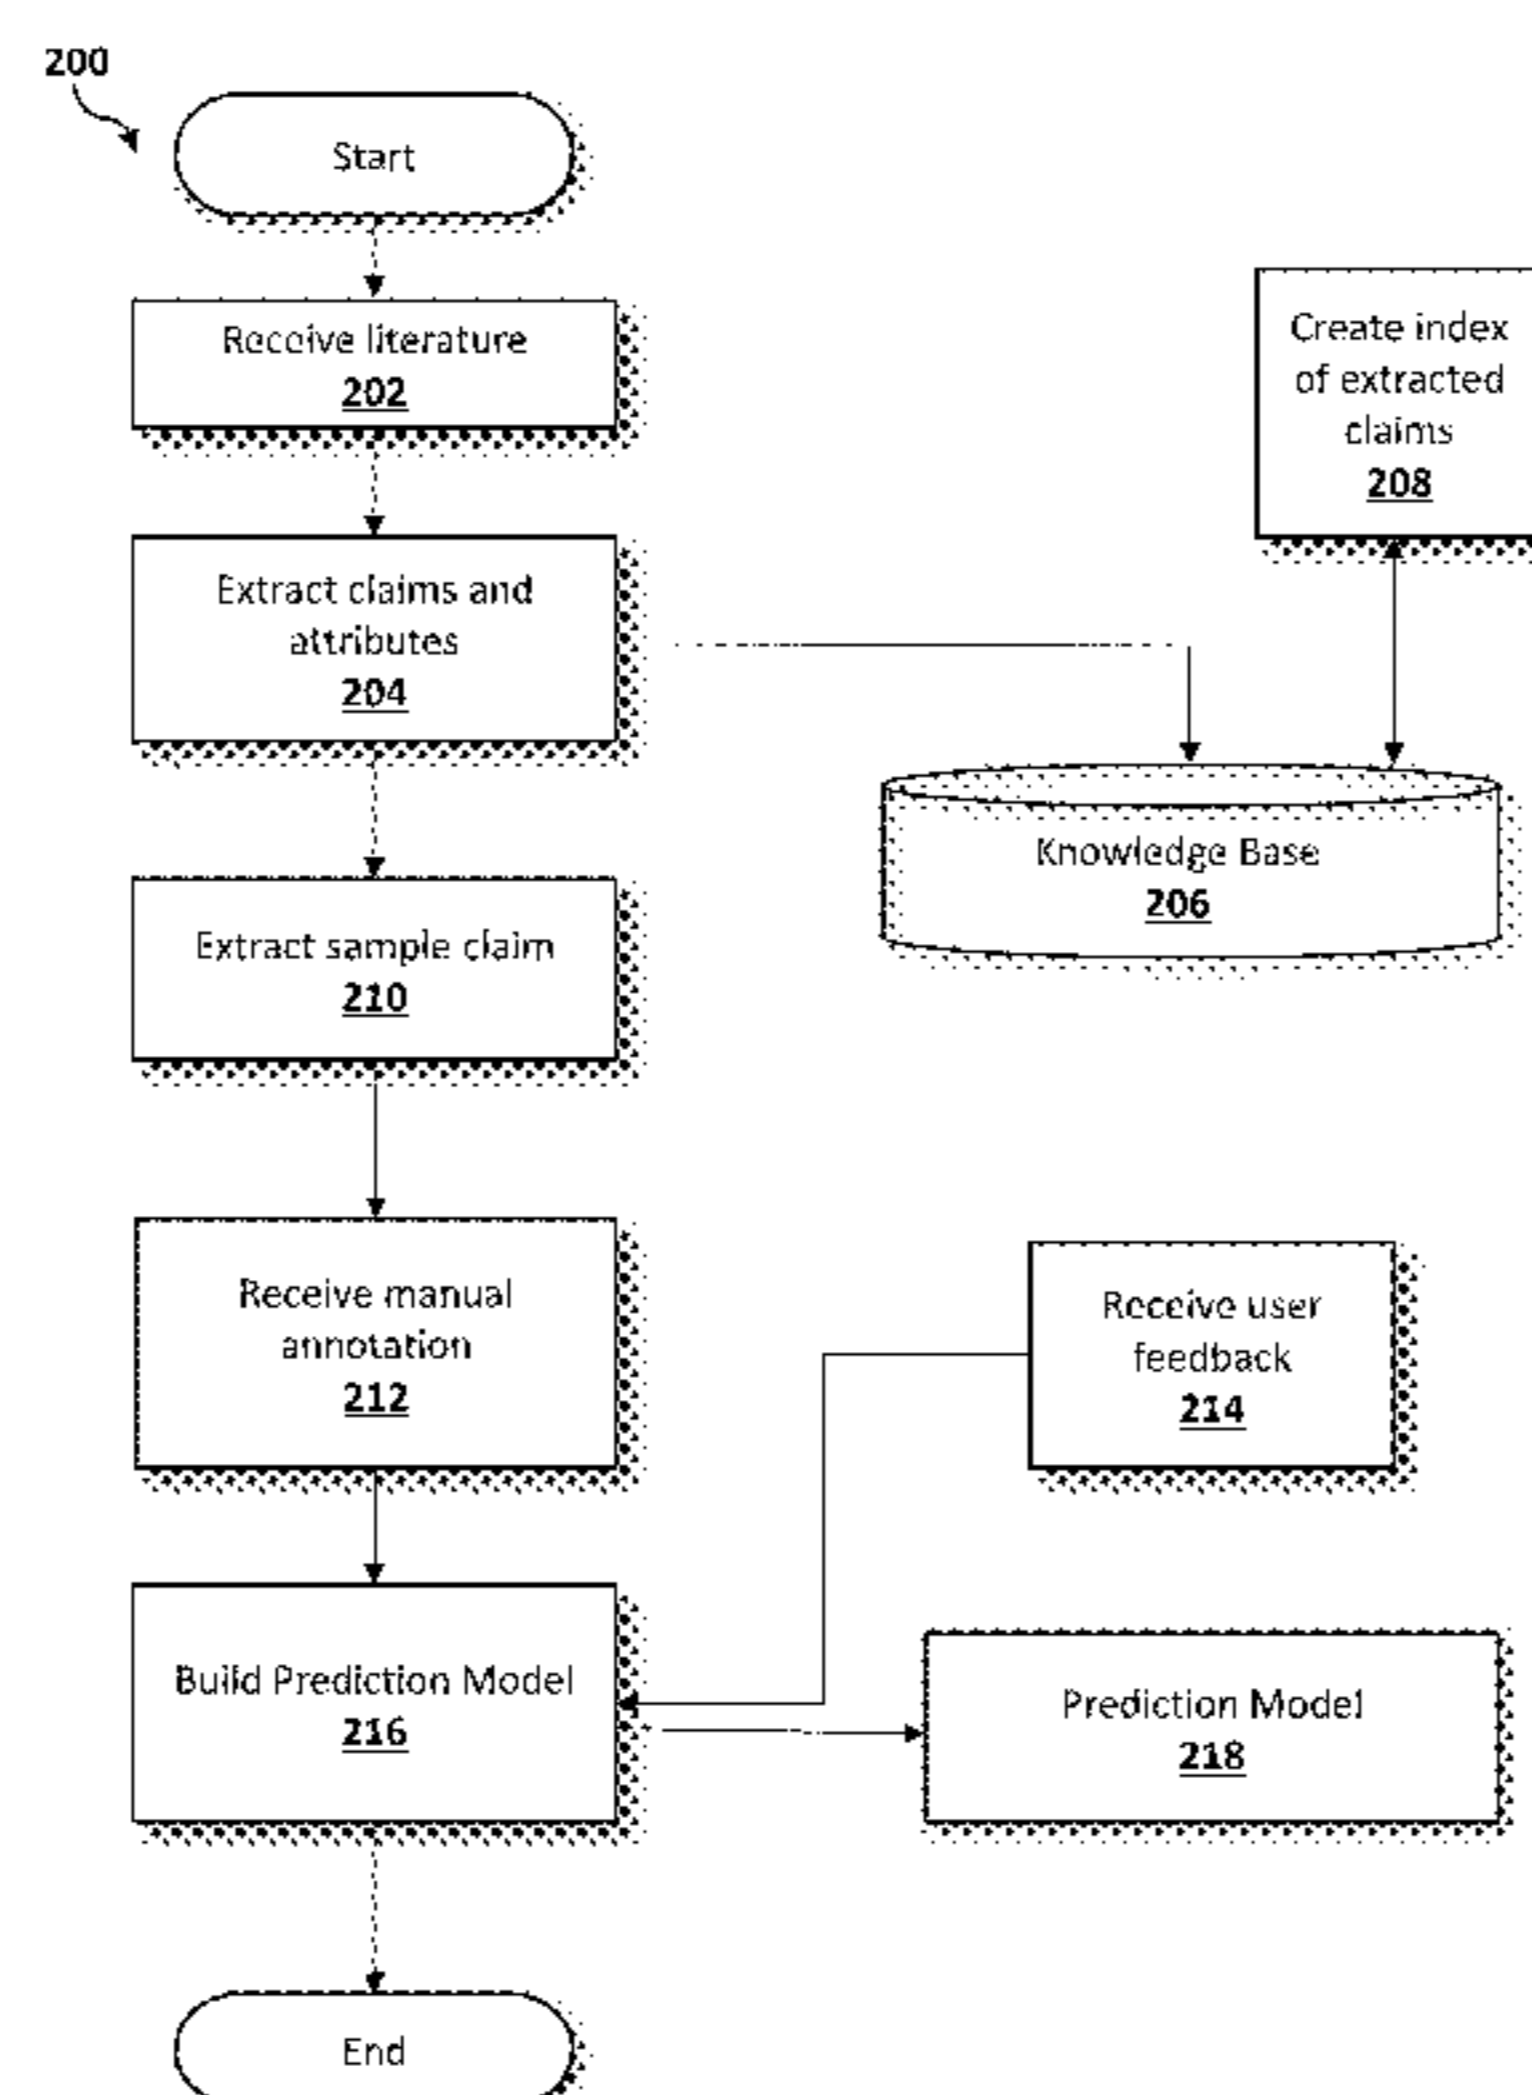 200
Start
Receive literature
202
Create index
of extracted
claims
208
Extract claims and
attributes
204
Knowledge Base
206
Extract sample claim
210
Receive manual
annotation
212
Receive user
feedback
214
Build Prediction Model
216
Prediction Model
218
End